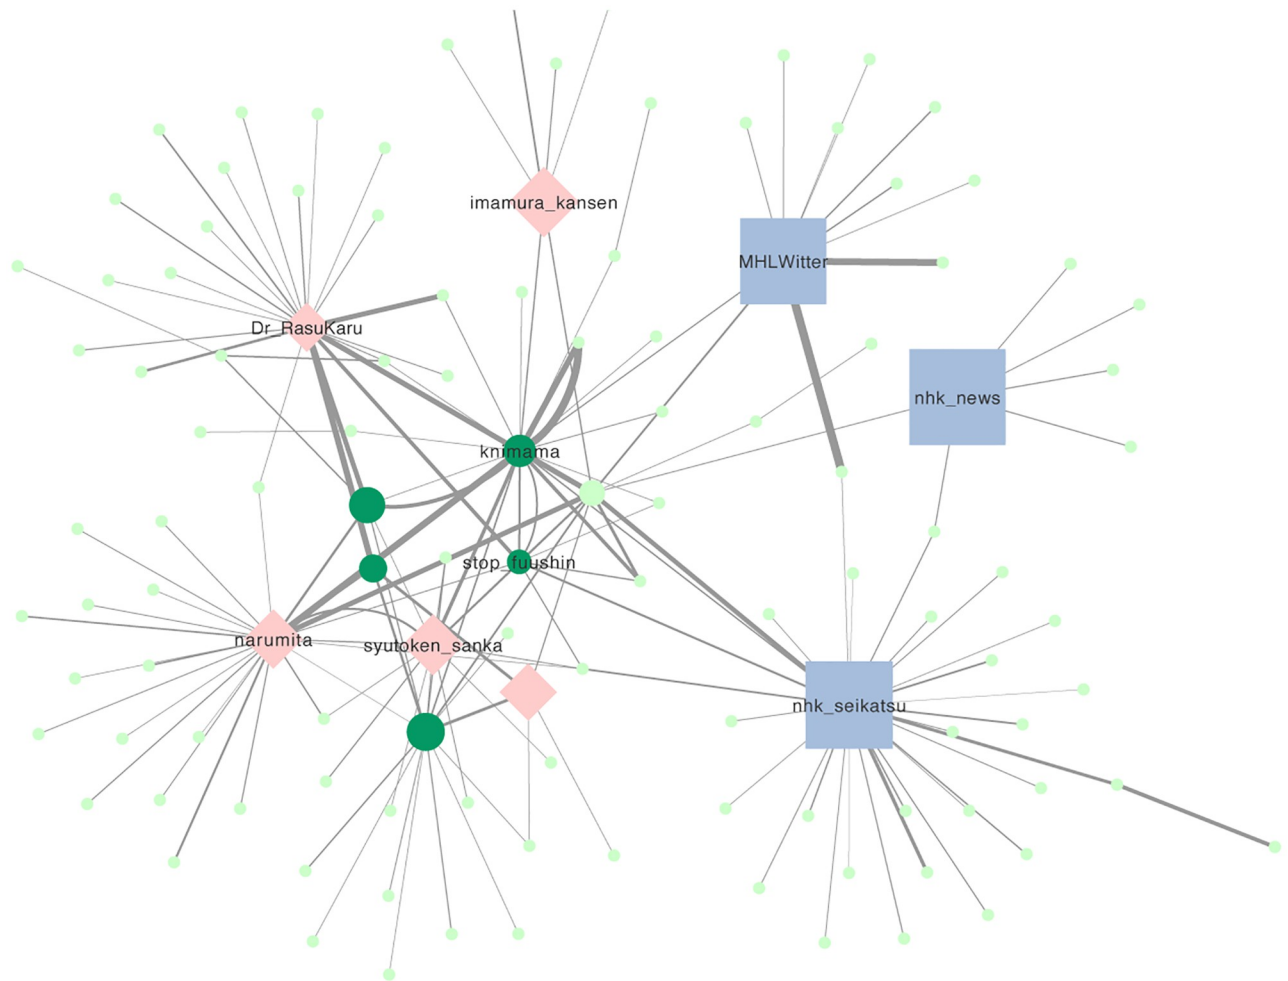 imamura_kansen
MHLWitter
Dr_RasuKaru
nhk_news
knimama
stop_fuushin
narumita
syutoken_sanka
nhk_seikatsu